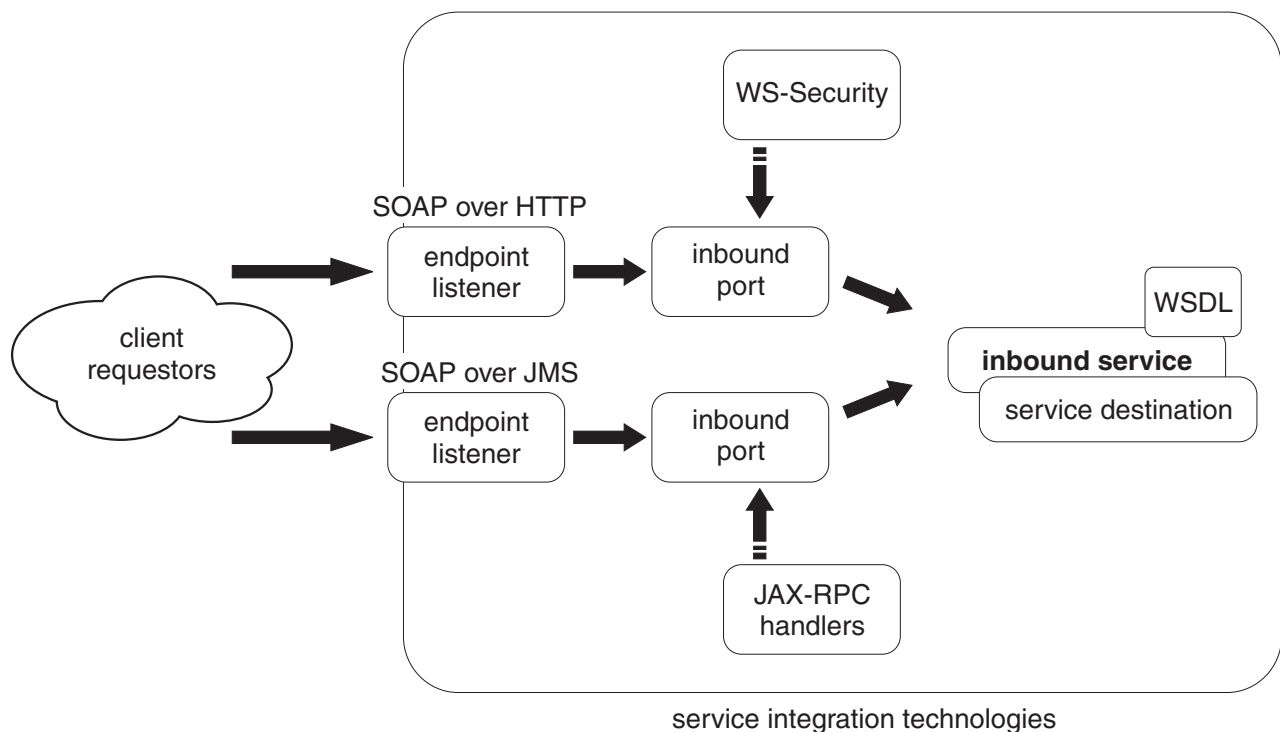 WS-Security
SOAP over HTTP
endpoint
listener
inbound
port
client
requestors
WSDL
inbound service
service destination
SOAP over JMS
endpoint
listener
inbound
port
JAX-RPC
handlers
service integration technologies